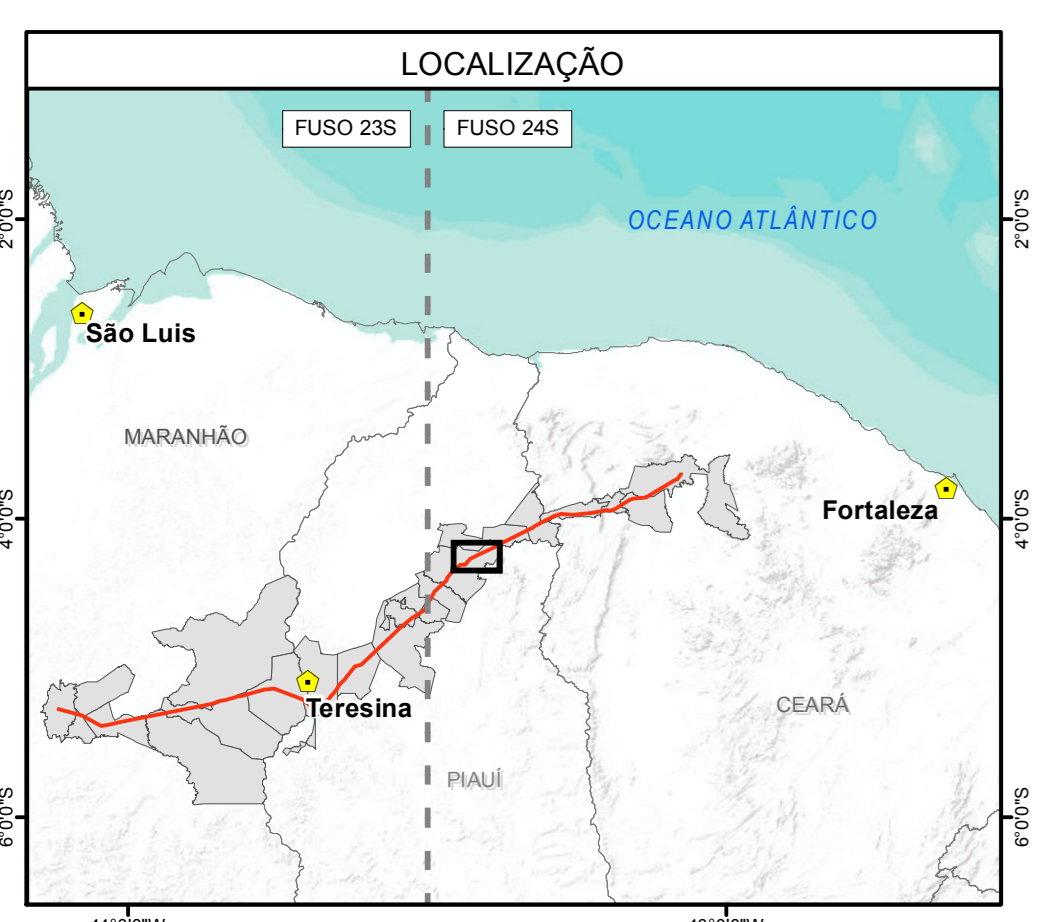 LOCALIZAÇÃO
FUSO 23S
FUSO 24S
OCEANO ATLÂNTICO
2°0'0"S
2°0'0"S
São Luis
MARANHÃO
Fortaleza
4°0'0"S
4°0'0"S
Teresina
CEARÁ
PIAUÍ
6°0'0"S
6°0'0"S